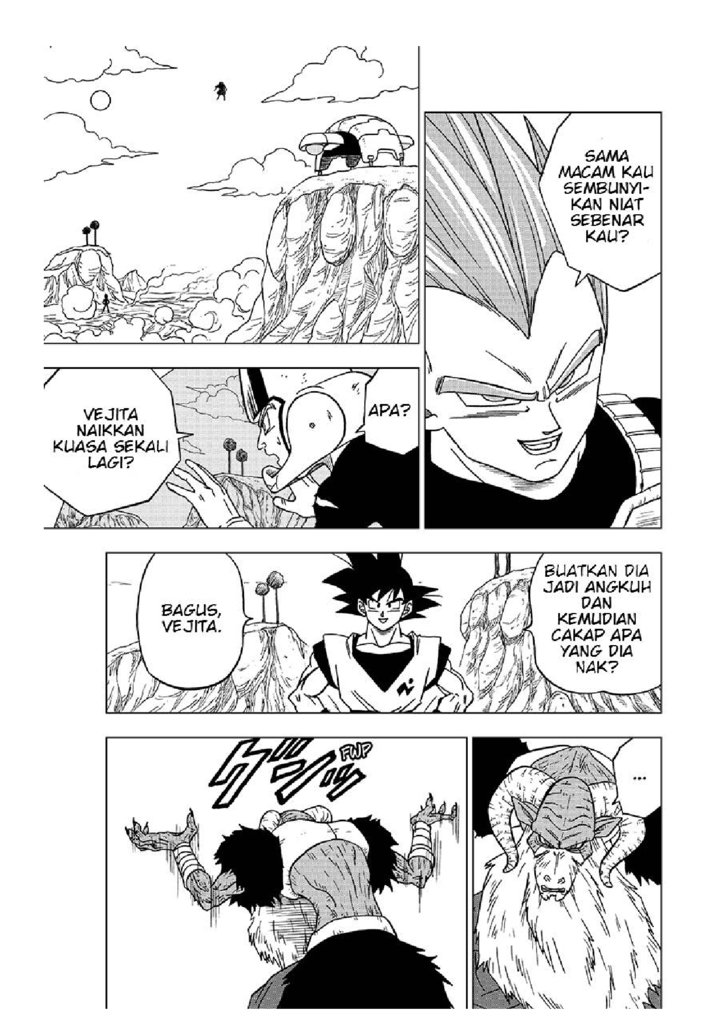 SAMA
MACAM KAU
SEMBUNYI-
KAN NIAT
SEBENAR
KAU?
APA?
VEJITA
NAIKKAN
KUASA SEKALI
LAGI?
BUATKAN DIA
JADI ANGKUH
DAN
KEMUDIAN
CAKAP APA
YANG DIA
NAK?
BAGUS,
VEJITA.
...
FWP